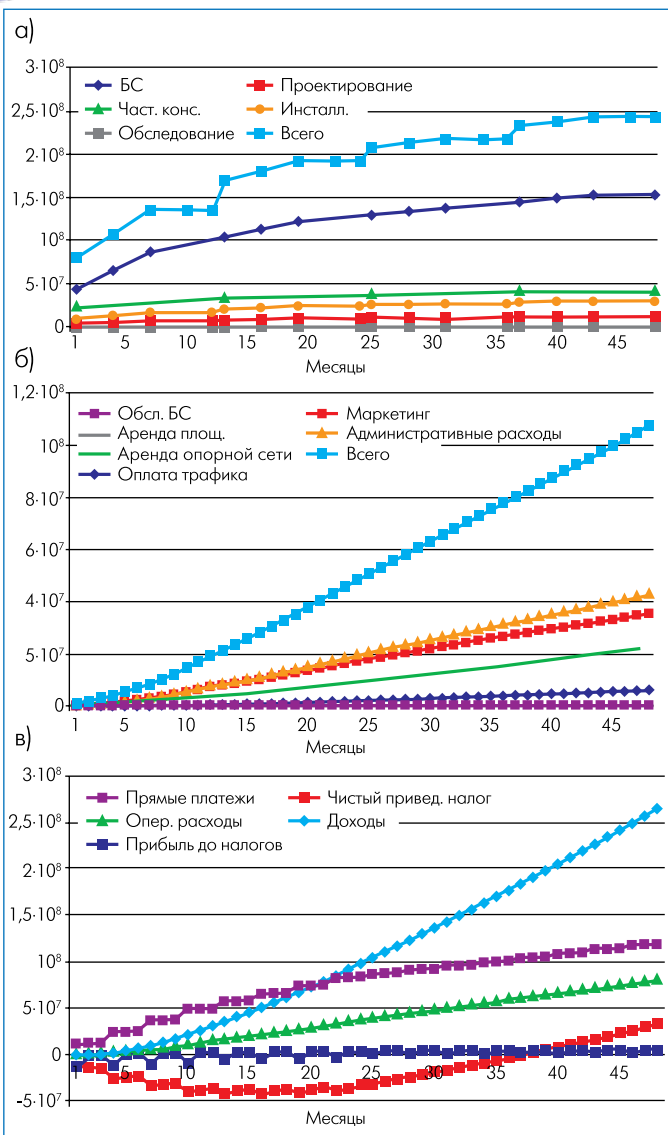 а)
3·10⁸
2,5·10⁸
2·10⁸
1,5·10⁸
10⁸
5·10⁷
0
БС
Проектирование
Част. конс.
Инсталл.
Обследование
Всего
1 5 10 15 20 25 31 35 40 45
Месяцы
б)
1,2·10⁸
10⁸
8·10⁷
6·10⁷
4·10⁷
5·10⁷
0
Обсл. БС
Маркетинг
Аренда площ.
Административные расходы
Аренда опорной сети
Всего
Оплата трафика
1 5 10 15 20 25 30 35 40 45
Месяцы
в)
3·10⁸
2,5·10⁸
2·10⁸
1,5·10⁸
10⁸
5·10⁷
0
-5·10⁷
Прямые платежи
Чистый привед. налог
Опер. расходы
Доходы
Прибыль до налогов
1 5 10 15 20 25 30 35 40 45
Месяцы